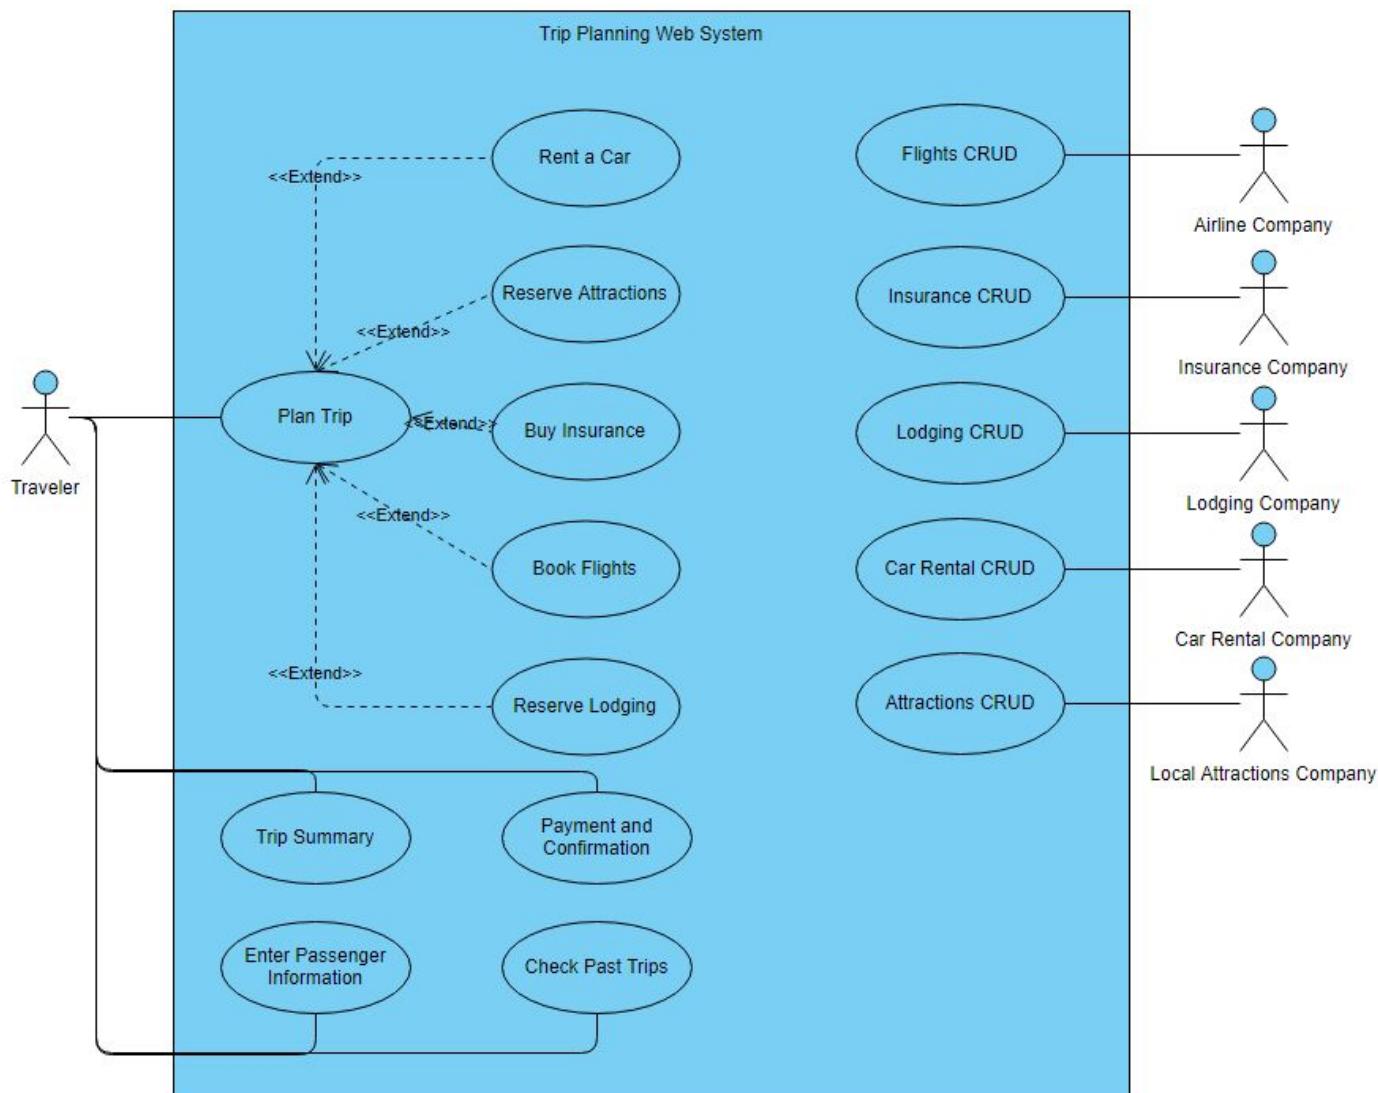 Trip Planning Web System
Rent a Car
<<Extend>>
Reserve Attractions
<<Extend>>
Plan Trip
<<Extend>>
Buy Insurance
<<Extend>>
Book Flights
<<Extend>>
Reserve Lodging
Traveler
Trip Summary
Payment and
Confirmation
Enter Passenger
Information
Check Past Trips
Flights CRUD
Airline Company
Insurance CRUD
Insurance Company
Lodging CRUD
Lodging Company
Car Rental CRUD
Car Rental Company
Attractions CRUD
Local Attractions Company